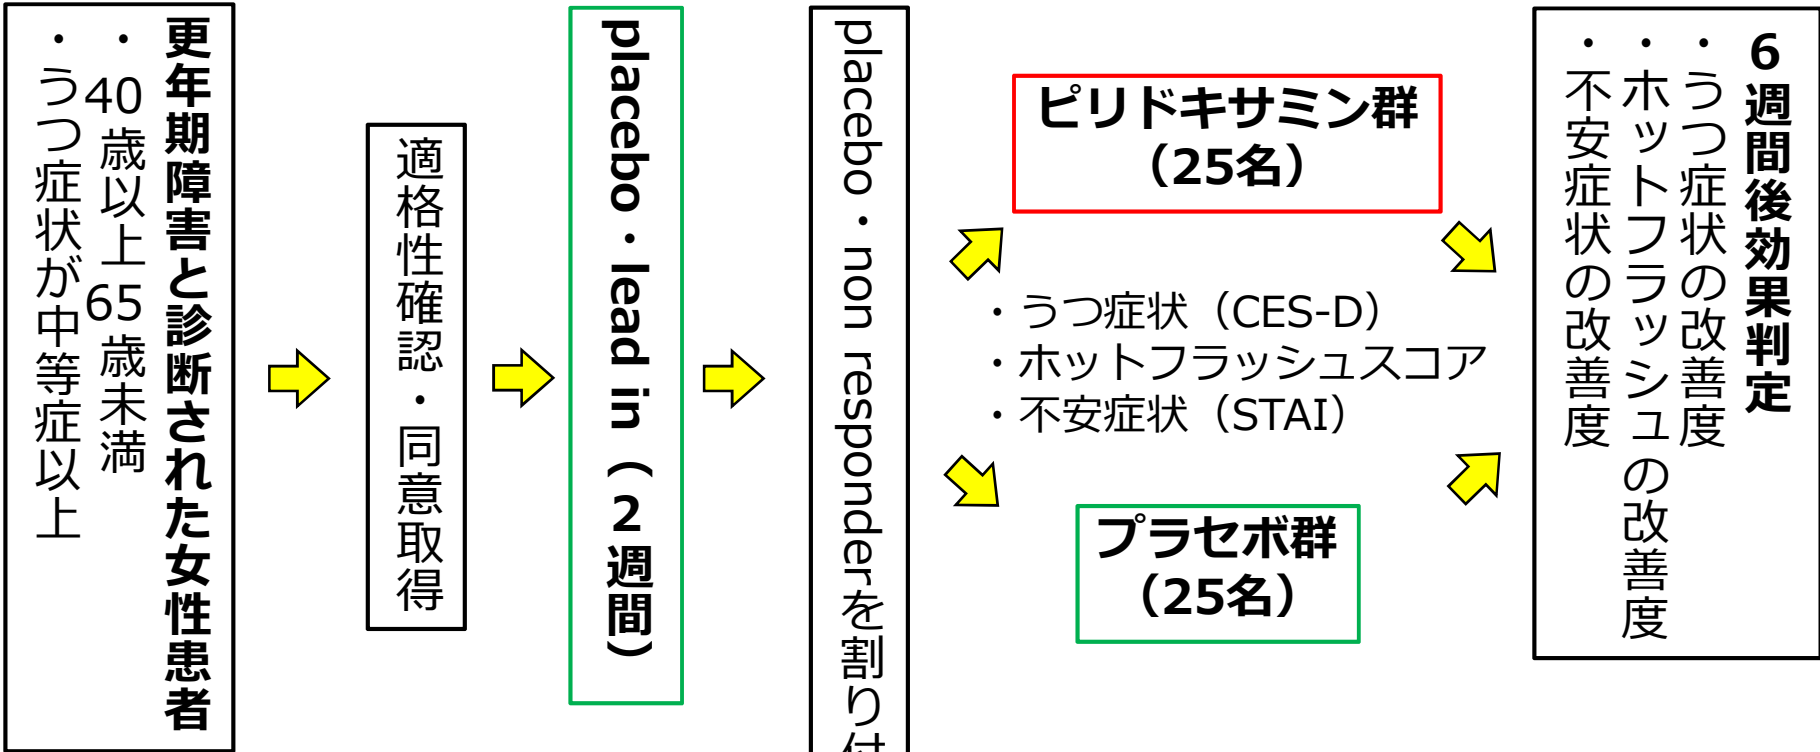 更年期障害と診断された女性患者
・40歳以上65歳未満
・うつ症状が中等症以上
適格性確認・同意取得
placebo・lead in（2週間）
placebo・non responderを割り付
ピリドキサミン群
（25名）
・うつ症状（CES-D）
・ホットフラッシュスコア
・不安症状（STAI）
プラセボ群
（25名）
6週間後効果判定
・うつ症状の改善度
・ホットフラッシュの改善度
・不安症状の改善度